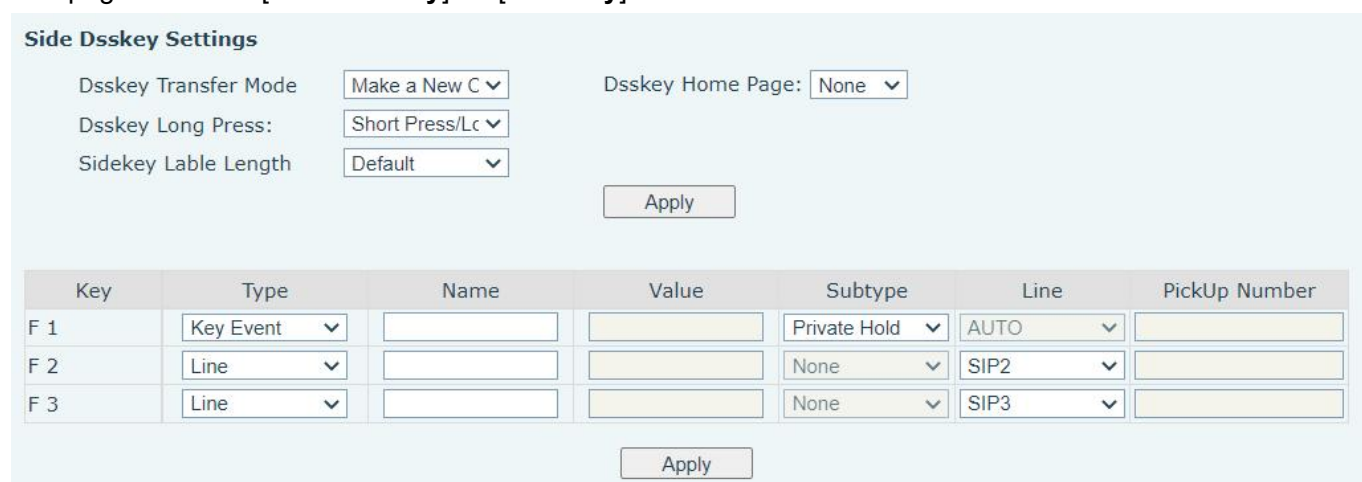 Side Dsskey Settings
Dsskey Transfer Mode Make a New C Dsskey Home Page: None
Dsskey Long Press: Short Press/Lc
Sidekey Lable Length Default
Apply
Key Type Name Value Subtype Line PickUp Number
F 1 Key Event Private Hold AUTO
F 2 Line None SIP2
F 3 Line None SIP3
Apply